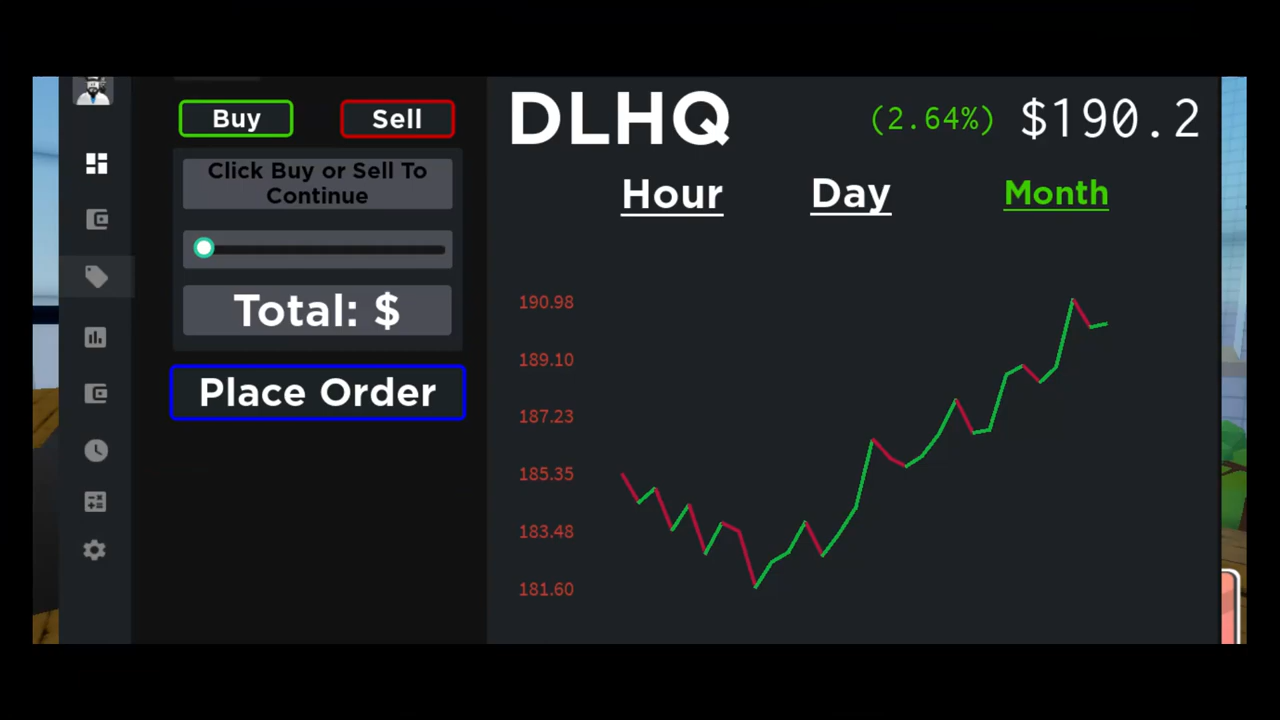 Buy
Sell
Click Buy or Sell To
Continue
Total: $
Place Order
DLHQ
(2.64%)
$190.2
Hour
Day
Month
190.98
189.10
187.23
185.35
183.48
181.60